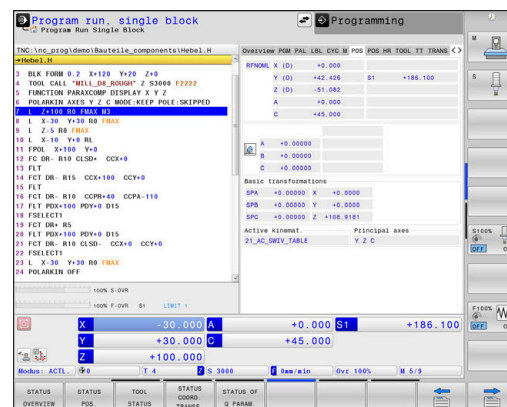 Program run, single block
Program Run Single Block
Programming
TNC:\nc_prog\demo\Bauteile_components\Hebel.H
→Hebel.H
3 BLK FORM 0.2 X+120 Y+20 Z+0
4 TOOL CALL "MILL_D8_ROUGH" Z S3000 F2222
5 FUNCTION PARAXCOMP DISPLAY X Y Z
6 POLARKIN AXES Y Z C MODE:KEEP POLE:SKIPPED
7 L Z+100 R0 FMAX M3
8 L X-30 Y+30 R0 FMAX
9 L Z-5 R0 FMAX
10 L X-10 Y+0 RL
11 FPOL X+100 Y+0
12 FC DR- R10 CLSD+ CCX+0
13 FLT
14 FCT DR- R15 CCX+100 CCY+0
15 FLT
16 FCT DR- R10 CCPR+40 CCPA-110
17 FLT PDX+100 PDY+0 D15
18 FSELECT1
19 FCT DR+ R5
20 FLT PDX+100 PDY+0 D15
21 FCT DR- R10 CLSD- CCX+0 CCY+0
22 FSELECT1
23 L X-30 Y+30 R0 FMAX
24 POLARKIN OFF
100% S-OVR
100% F-OVR S1 LIMIT 1
Overview PGM PAL LBL CYC M POS POS HR TOOL TT TRANS
RFNOML X (D) +0.000
Y (D) +42.426 S1 +186.100
Z (D) -51.082
A +0.000
C +45.000
A +0.00000
B +0.00000
C +0.00000
Basic transformations
SPA +0.00000 X +0.0000
SPB +0.00000 Y +0.0000
SPC +0.00000 Z +108.9181
Active kinemat. Principal axes
21_AC_SWIV_TABLE Y Z C
X -30.000 A +0.000 S1 +186.100
Y +30.000 C +45.000
Z +100.000
Modus: ACTL. 0 T 4 Z S 3000 F 0mm/min Ovr 100% M 5/9
STATUS OVERVIEW
STATUS POS.
TOOL STATUS
STATUS COORD. TRANSF.
STATUS OF Q PARAM.
M
S
S100%
OFF
F100%
OFF